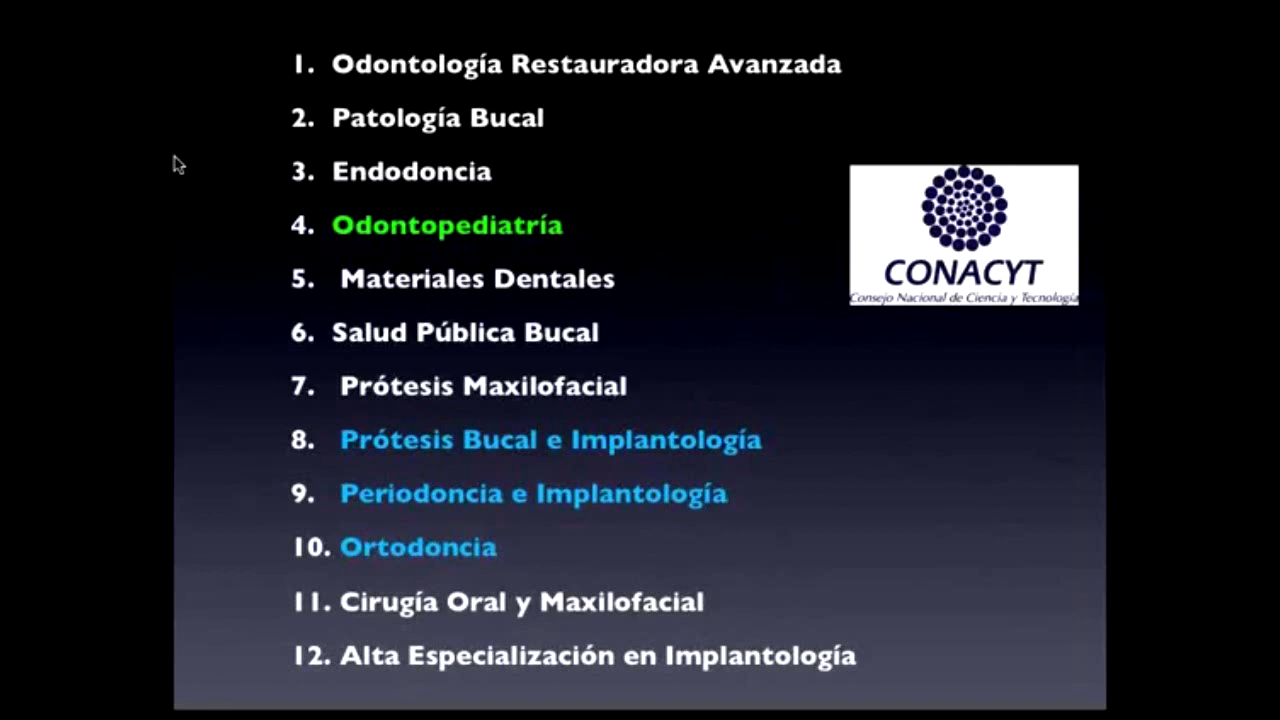 1. Odontología Restauradora Avanzada
2. Patología Bucal
3. Endodoncia
4. Odontopediatría
5. Materiales Dentales
6. Salud Pública Bucal
7. Prótesis Maxilofacial
8. Prótesis Bucal e Implantología
9. Periodoncia e Implantología
10. Ortodoncia
11. Cirugía Oral y Maxilofacial
12. Alta Especialización en Implantología
CONACYT
Consejo Nacional de Ciencia y Tecnología